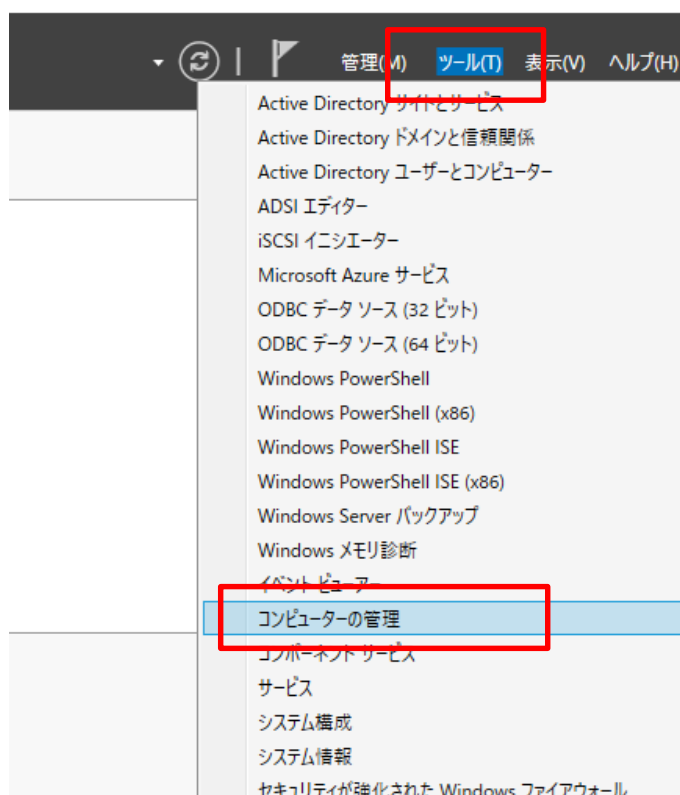 管理(M) ツール(T) 表示(V) ヘルプ(H)
Active Directory サイトとサービス
Active Directory ドメインと信頼関係
Active Directory ユーザーとコンピューター
ADSI エディター
iSCSI イニシエーター
Microsoft Azure サービス
ODBC データ ソース (32 ビット)
ODBC データ ソース (64 ビット)
Windows PowerShell
Windows PowerShell (x86)
Windows PowerShell ISE
Windows PowerShell ISE (x86)
Windows Server バックアップ
Windows メモリ診断
イベント ビューアー
コンピューターの管理
コンポーネント サービス
サービス
システム構成
システム情報
セキュリティが強化された Windows ファイアウォール